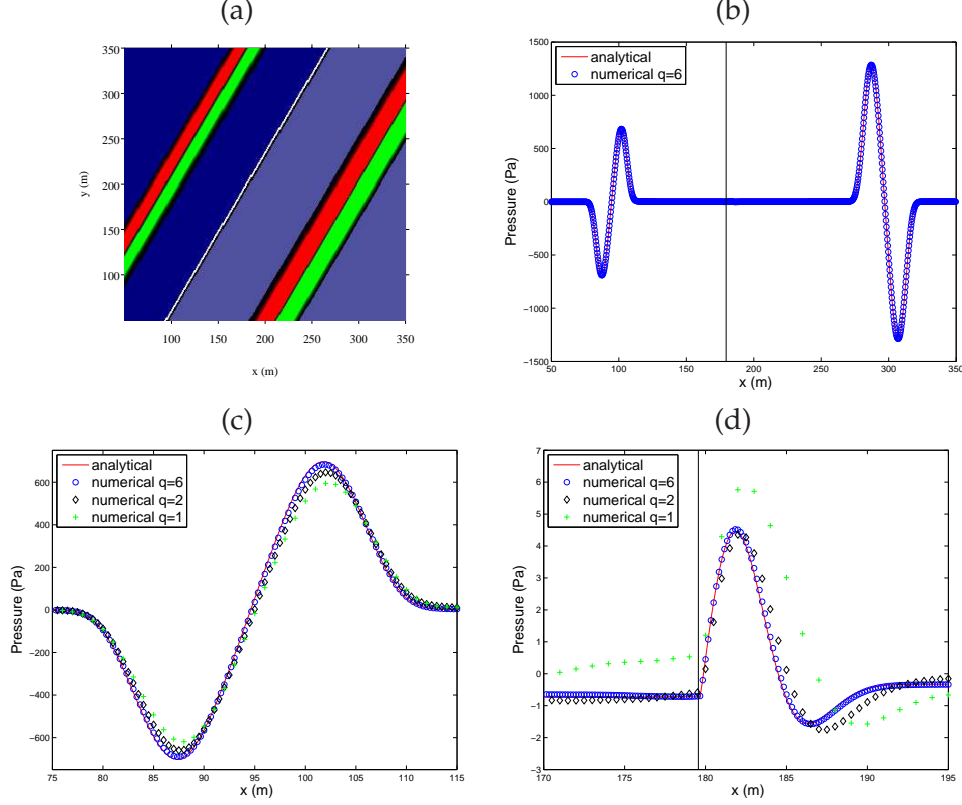 (a)
350
300
250
200
150
100
y (m)
100 150 200 250 300 350
x (m)
(b)
1500
1000
500
0
−500
−1000
−1500
Pressure (Pa)
analytical
numerical q=6
50 100 150 200 250 300 350
x (m)
(c)
600
400
200
0
−200
−400
−600
Pressure (Pa)
analytical
numerical q=6
numerical q=2
numerical q=1
75 80 85 90 95 100 105 110 115
x (m)
(d)
7
6
5
4
3
2
1
0
−1
−2
−3
Pressure (Pa)
analytical
numerical q=6
numerical q=2
numerical q=1
170 175 180 185 190 195
x (m)